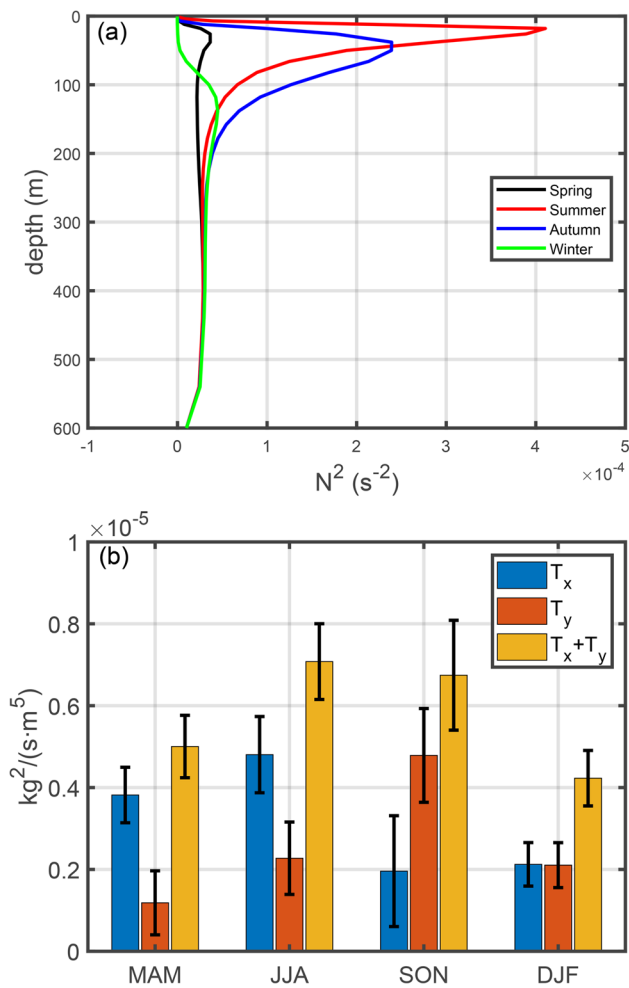 (a)
0
100
200
300
400
500
600
depth (m)
Spring
Summer
Autumn
Winter
-1 0 1 2 3 4 5
N² (s⁻²)
×10⁻⁴
×10⁻⁵
(b)
1
0.8
0.6
0.4
0.2
0
kg²/(s·m⁵)
Tₓ
T_y
Tₓ+T_y
MAM JJA SON DJF